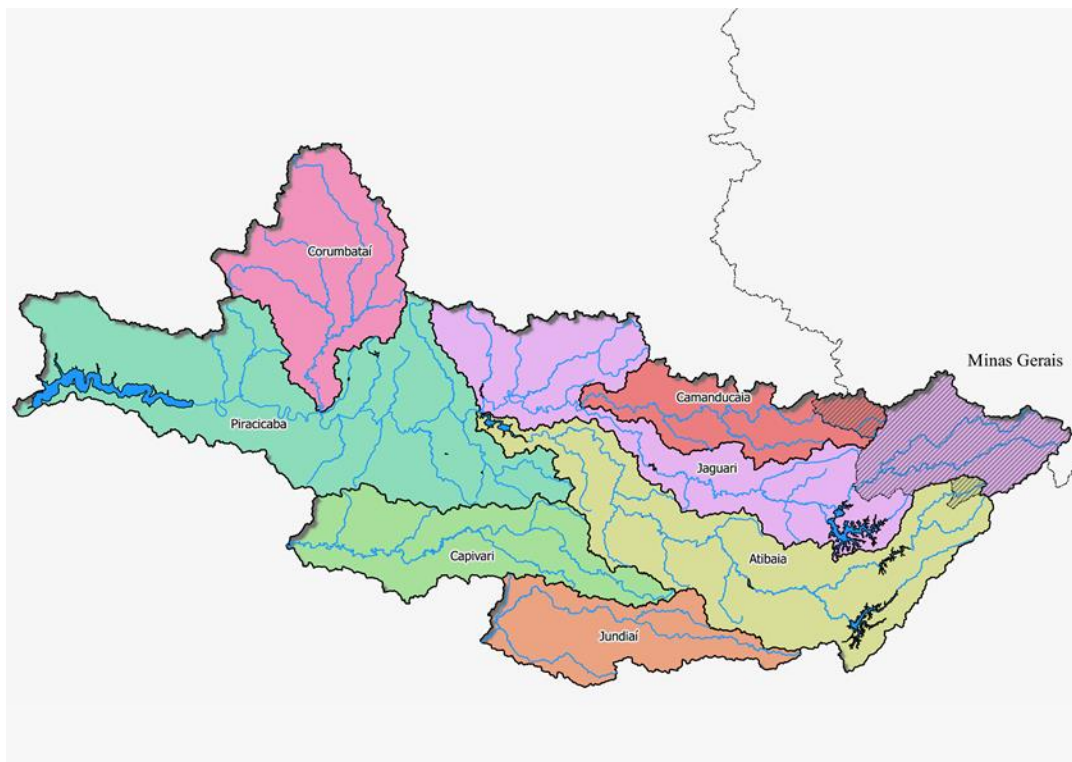 Corumbataí
Minas Gerais
Camanducaia
Piracicaba
Jaguari
Capivari
Atibaia
Jundiaí